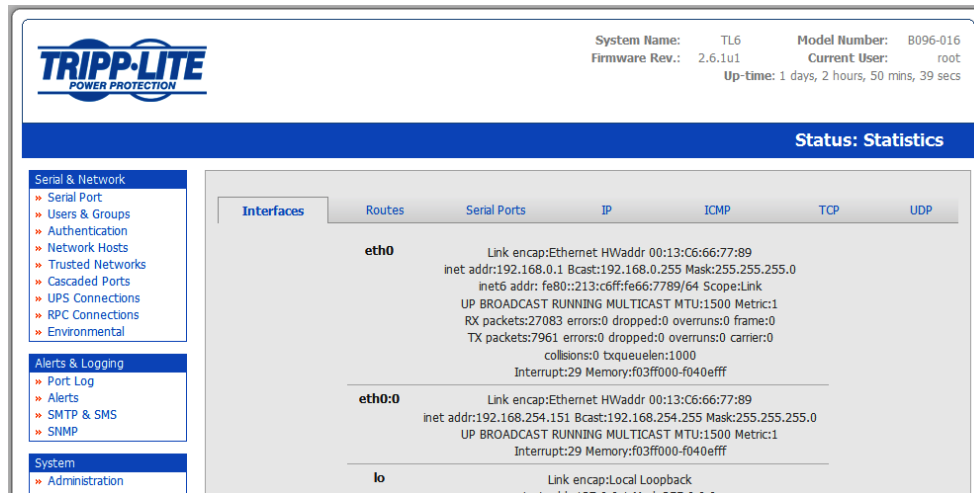 TRIPP·LITE
POWER PROTECTION
System Name: TL6 Model Number: B096-016
Firmware Rev.: 2.6.1u1 Current User: root
Up-time: 1 days, 2 hours, 50 mins, 39 secs
Status: Statistics
Serial & Network
» Serial Port
» Users & Groups
» Authentication
» Network Hosts
» Trusted Networks
» Cascaded Ports
» UPS Connections
» RPC Connections
» Environmental
Alerts & Logging
» Port Log
» Alerts
» SMTP & SMS
» SNMP
System
» Administration
Interfaces Routes Serial Ports IP ICMP TCP UDP
eth0 Link encap:Ethernet HWaddr 00:13:C6:66:77:89
inet addr:192.168.0.1 Bcast:192.168.0.255 Mask:255.255.255.0
inet6 addr: fe80::213:c6ff:fe66:7789/64 Scope:Link
UP BROADCAST RUNNING MULTICAST MTU:1500 Metric:1
RX packets:27083 errors:0 dropped:0 overruns:0 frame:0
TX packets:7961 errors:0 dropped:0 overruns:0 carrier:0
collisions:0 txqueuelen:1000
Interrupt:29 Memory:f03ff000-f040efff
eth0:0 Link encap:Ethernet HWaddr 00:13:C6:66:77:89
inet addr:192.168.254.151 Bcast:192.168.254.255 Mask:255.255.255.0
UP BROADCAST RUNNING MULTICAST MTU:1500 Metric:1
Interrupt:29 Memory:f03ff000-f040efff
lo Link encap:Local Loopback